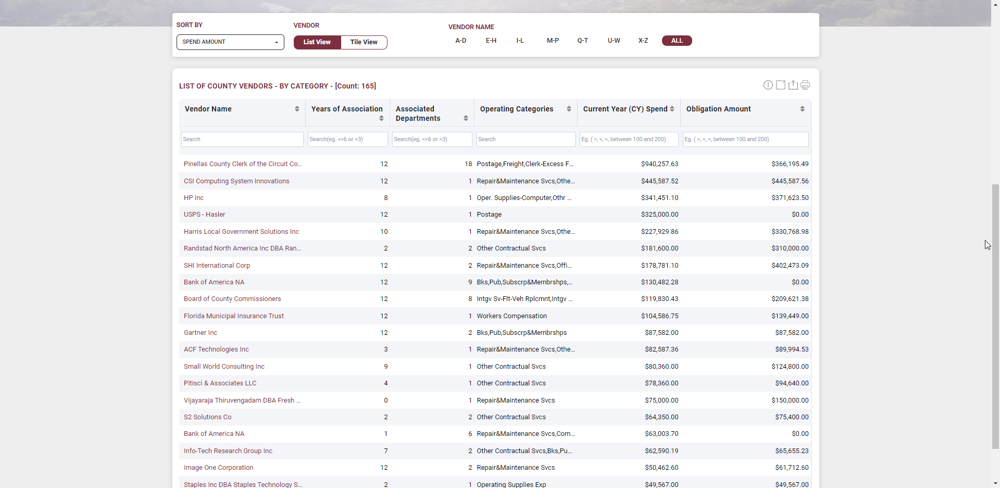 SORT BY
SPEND AMOUNT
VENDOR
List View
Tile View
VENDOR NAME
A-D E-H I-L M-P Q-T U-W X-Z ALL
LIST OF COUNTY VENDORS - BY CATEGORY - [Count: 165]
Vendor Name
Years of Association
Associated
Departments
Operating Categories
Current Year (CY) Spend
Obligation Amount
Search
Search(eg. <=6 or =3)
Search(eg. <=6 or =3)
Search
Eg. ( >, <, =, between 100 and 200)
Eg. ( >, <, =, between 100 and 200)
Pinellas County Clerk of the Circuit Co... 12 18 Postage,Freight,Clerk-Excess F... $940,257.63 $366,195.49
CSI Computing System Innovations 12 1 Repair&Maintenance Svcs,Othe... $445,587.52 $445,587.56
HP Inc 8 1 Oper. Supplies-Computer,Othr ... $341,451.10 $371,623.50
USPS - Hasler 12 1 Postage $325,000.00 $0.00
Harris Local Government Solutions Inc 10 1 Repair&Maintenance Svcs,Othe... $227,929.86 $330,768.98
Randstad North America Inc DBA Ran... 2 2 Other Contractual Svcs $181,600.00 $310,000.00
SHI International Corp 12 2 Repair&Maintenance Svcs,Offi... $178,781.10 $402,473.09
Bank of America NA 12 9 Bks,Pub,Subscrp&Membrshps,... $130,482.28 $0.00
Board of County Commissioners 12 8 Intgv Sv-Flt-Veh Rplcmnt,Intgv ... $119,830.43 $209,621.38
Florida Municipal Insurance Trust 12 1 Workers Compensation $104,586.75 $139,449.00
Gartner Inc 12 2 Bks,Pub,Subscrp&Membrshps $87,582.00 $87,582.00
ACF Technologies Inc 3 1 Repair&Maintenance Svcs,Othe... $82,587.36 $89,994.53
Small World Consulting Inc 9 1 Other Contractual Svcs $80,360.00 $124,800.00
Pitisci & Associates LLC 4 1 Other Contractual Svcs $78,360.00 $94,640.00
Vijayaraja Thiruvengadam DBA Fresh ... 0 1 Repair&Maintenance Svcs $75,000.00 $150,000.00
S2 Solutions Co 2 2 Other Contractual Svcs $64,350.00 $75,400.00
Bank of America NA 1 6 Repair&Maintenance Svcs,Com... $63,003.70 $0.00
Info-Tech Research Group Inc 7 2 Other Contractual Svcs,Bks,Pu... $62,590.19 $65,655.23
Image One Corporation 12 2 Repair&Maintenance Svcs $50,462.60 $61,712.60
Staples Inc DBA Staples Technology S... 2 1 Operating Supplies Exp $49,567.00 $49,567.00